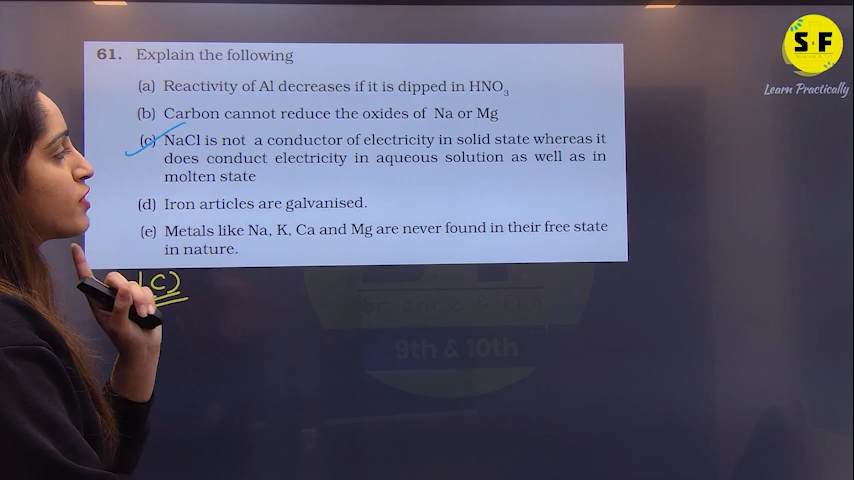 S F
Learn Practically
61. Explain the following
(a) Reactivity of Al decreases if it is dipped in HNO₃
(b) Carbon cannot reduce the oxides of Na or Mg
(c) NaCl is not a conductor of electricity in solid state whereas it
does conduct electricity in aqueous solution as well as in
molten state
(d) Iron articles are galvanised.
(e) Metals like Na, K, Ca and Mg are never found in their free state
in nature.
(c)
Science & Fun
9th & 10th